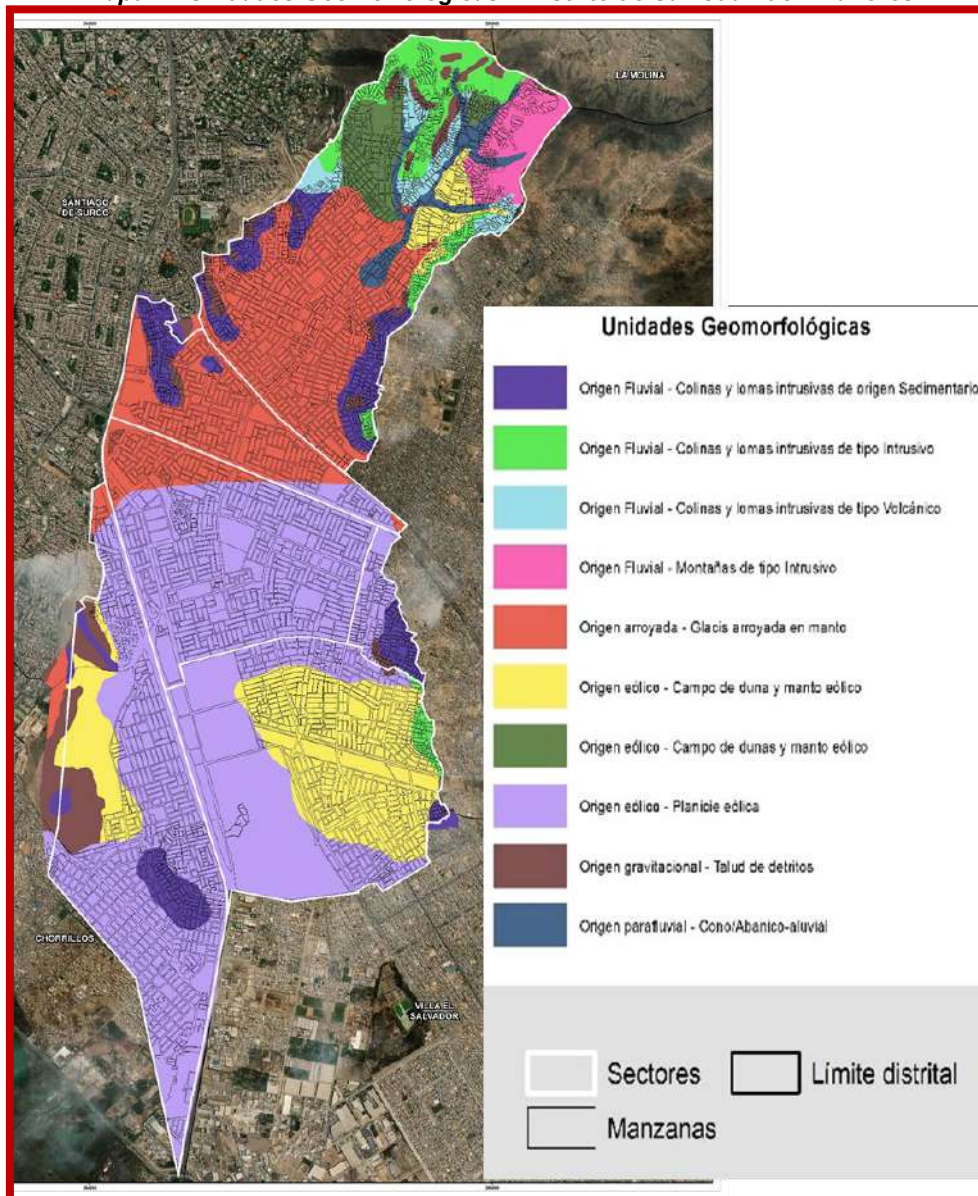 LA MOLINA
SANTIAGO
DE SURCO
CHORRILLOS
VILLA EL
SALVADOR
Unidades Geomorfológicas
Origen Fluvial - Colinas y lomas intrusivas de origen Sedimentario
Origen Fluvial - Colinas y lomas intrusivas de tipo Intrusivo
Origen Fluvial - Colinas y lomas intrusivas de tipo Volcánico
Origen Fluvial - Montañas de tipo Intrusivo
Origen arroyada - Glacis arroyada en manto
Origen eólico - Campo de duna y manto eólico
Origen eólico - Campo de dunas y manto eólico
Origen eólico - Planicie eólica
Origen gravitacional - Talud de detritos
Origen parafluvial - Cono/Abanico-aluvial
Sectores
Límite distrital
Manzanas